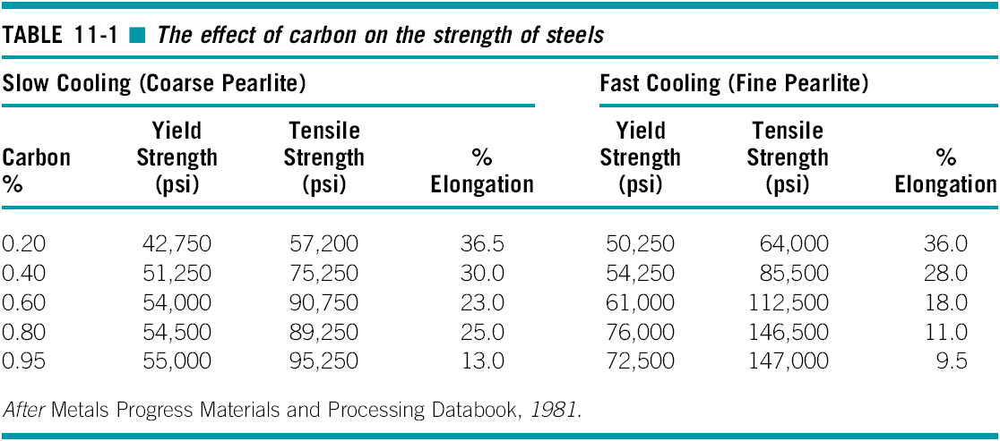 TABLE 11-1 ■ The effect of carbon on the strength of steels
Slow Cooling (Coarse Pearlite) Fast Cooling (Fine Pearlite)
Yield Tensile Yield Tensile
Carbon Strength Strength % Strength Strength %
% (psi) (psi) Elongation (psi) (psi) Elongation
0.20 42,750 57,200 36.5 50,250 64,000 36.0
0.40 51,250 75,250 30.0 54,250 85,500 28.0
0.60 54,000 90,750 23.0 61,000 112,500 18.0
0.80 54,500 89,250 25.0 76,000 146,500 11.0
0.95 55,000 95,250 13.0 72,500 147,000 9.5
After Metals Progress Materials and Processing Databook, 1981.